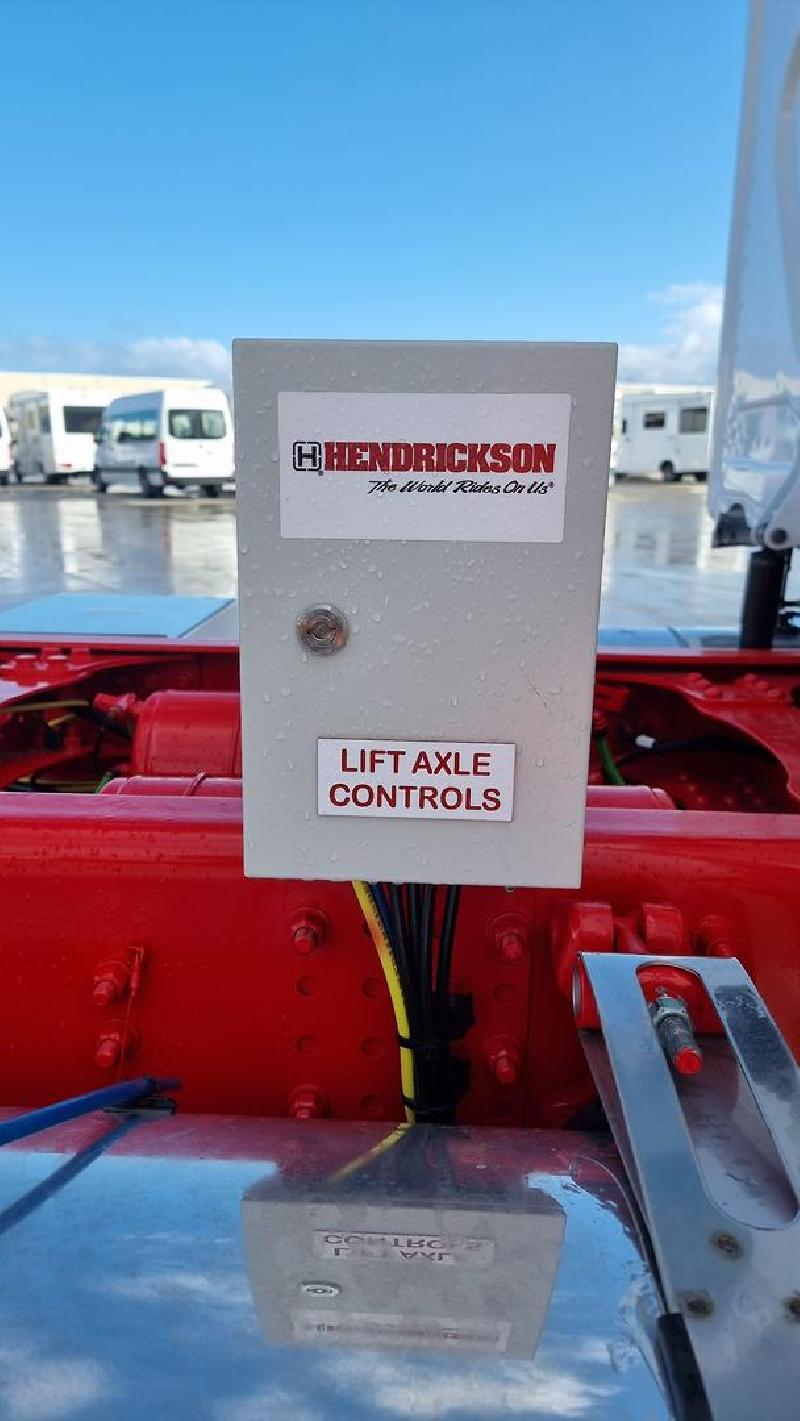 HENDRICKSON
The World Rides On Us®
LIFT AXLE
CONTROLS